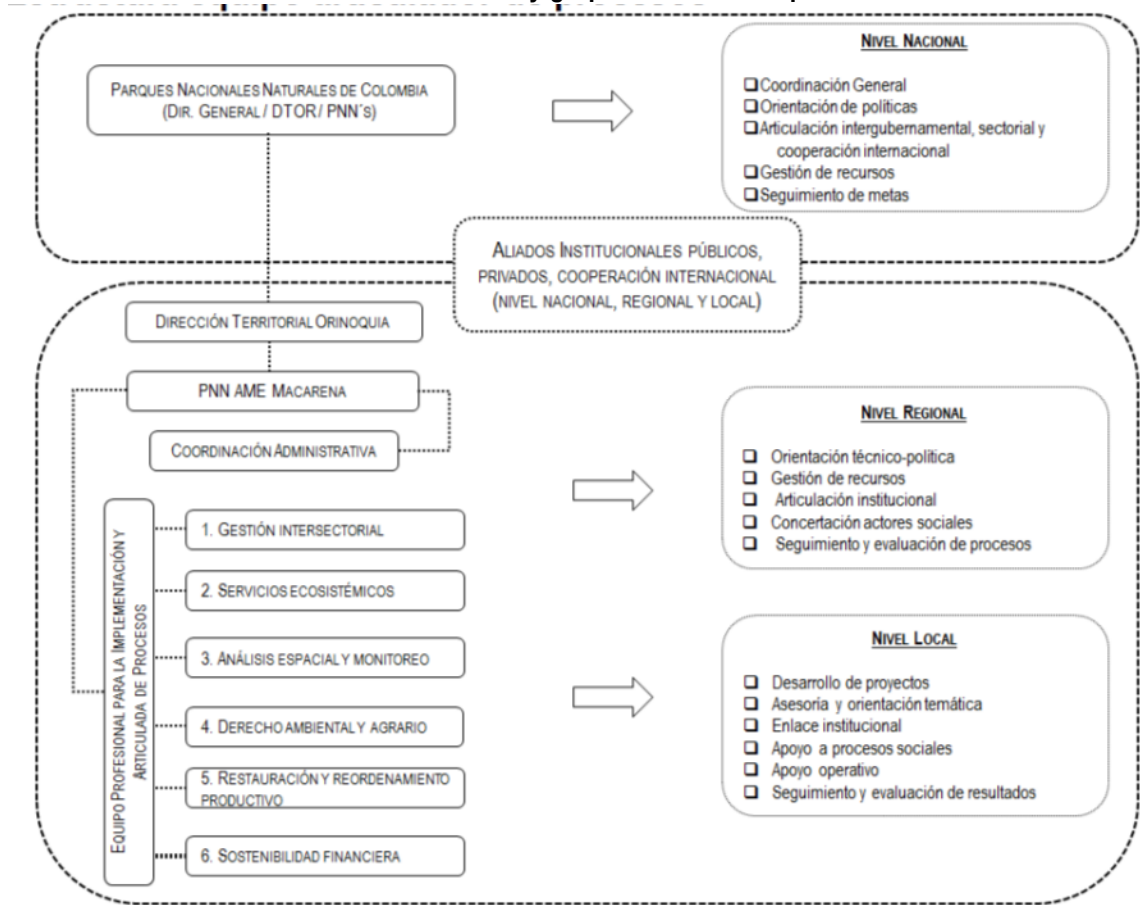 PARQUES NACIONALES NATURALES DE COLOMBIA
(DIR. GENERAL / DTOR/ PNN´S)
NIVEL NACIONAL
❑Coordinación General
❑Orientación de políticas
❑Articulación intergubernamental, sectorial y
cooperación internacional
❑Gestión de recursos
❑Seguimiento de metas
ALIADOS INSTITUCIONALES PÚBLICOS,
PRIVADOS, COOPERACIÓN INTERNACIONAL
(NIVEL NACIONAL, REGIONAL Y LOCAL)
DIRECCIÓN TERRITORIAL ORINOQUIA
PNN AME MACARENA
COORDINACIÓN ADMINISTRATIVA
EQUIPO PROFESIONAL PARA LA IMPLEMENTACIÓN Y
ARTICULADA DE PROCESOS
1. GESTIÓN INTERSECTORIAL
2. SERVICIOS ECOSISTÉMICOS
3. ANÁLISIS ESPACIAL Y MONITOREO
4. DERECHO AMBIENTAL Y AGRARIO
5. RESTAURACIÓN Y REORDENAMIENTO
PRODUCTIVO
6. SOSTENIBILIDAD FINANCIERA
NIVEL REGIONAL
❑ Orientación técnico-política
❑ Gestión de recursos
❑ Articulación institucional
❑ Concertación actores sociales
❑ Seguimiento y evaluación de procesos
NIVEL LOCAL
❑ Desarrollo de proyectos
❑ Asesoría y orientación temática
❑ Enlace institucional
❑ Apoyo a procesos sociales
❑ Apoyo operativo
❑ Seguimiento y evaluación de resultados